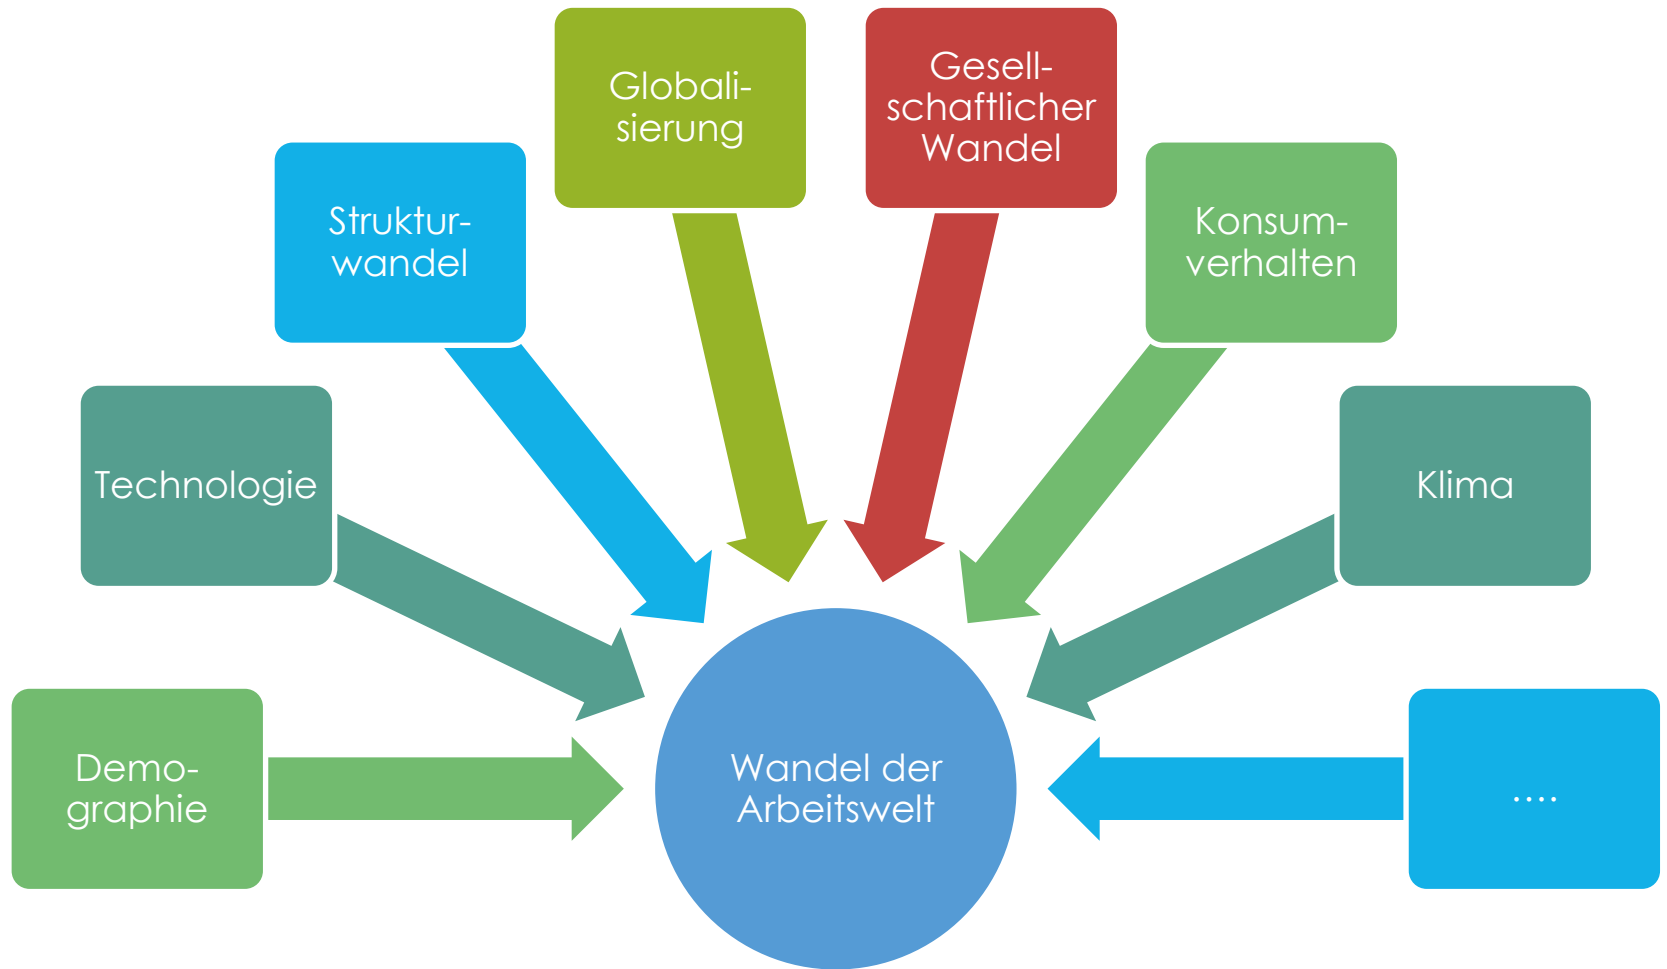 Globali-
sierung
Gesell-
schaftlicher
Wandel
Struktur-
wandel
Konsum-
verhalten
Technologie
Klima
Demo-
graphie
Wandel der
Arbeitswelt
....